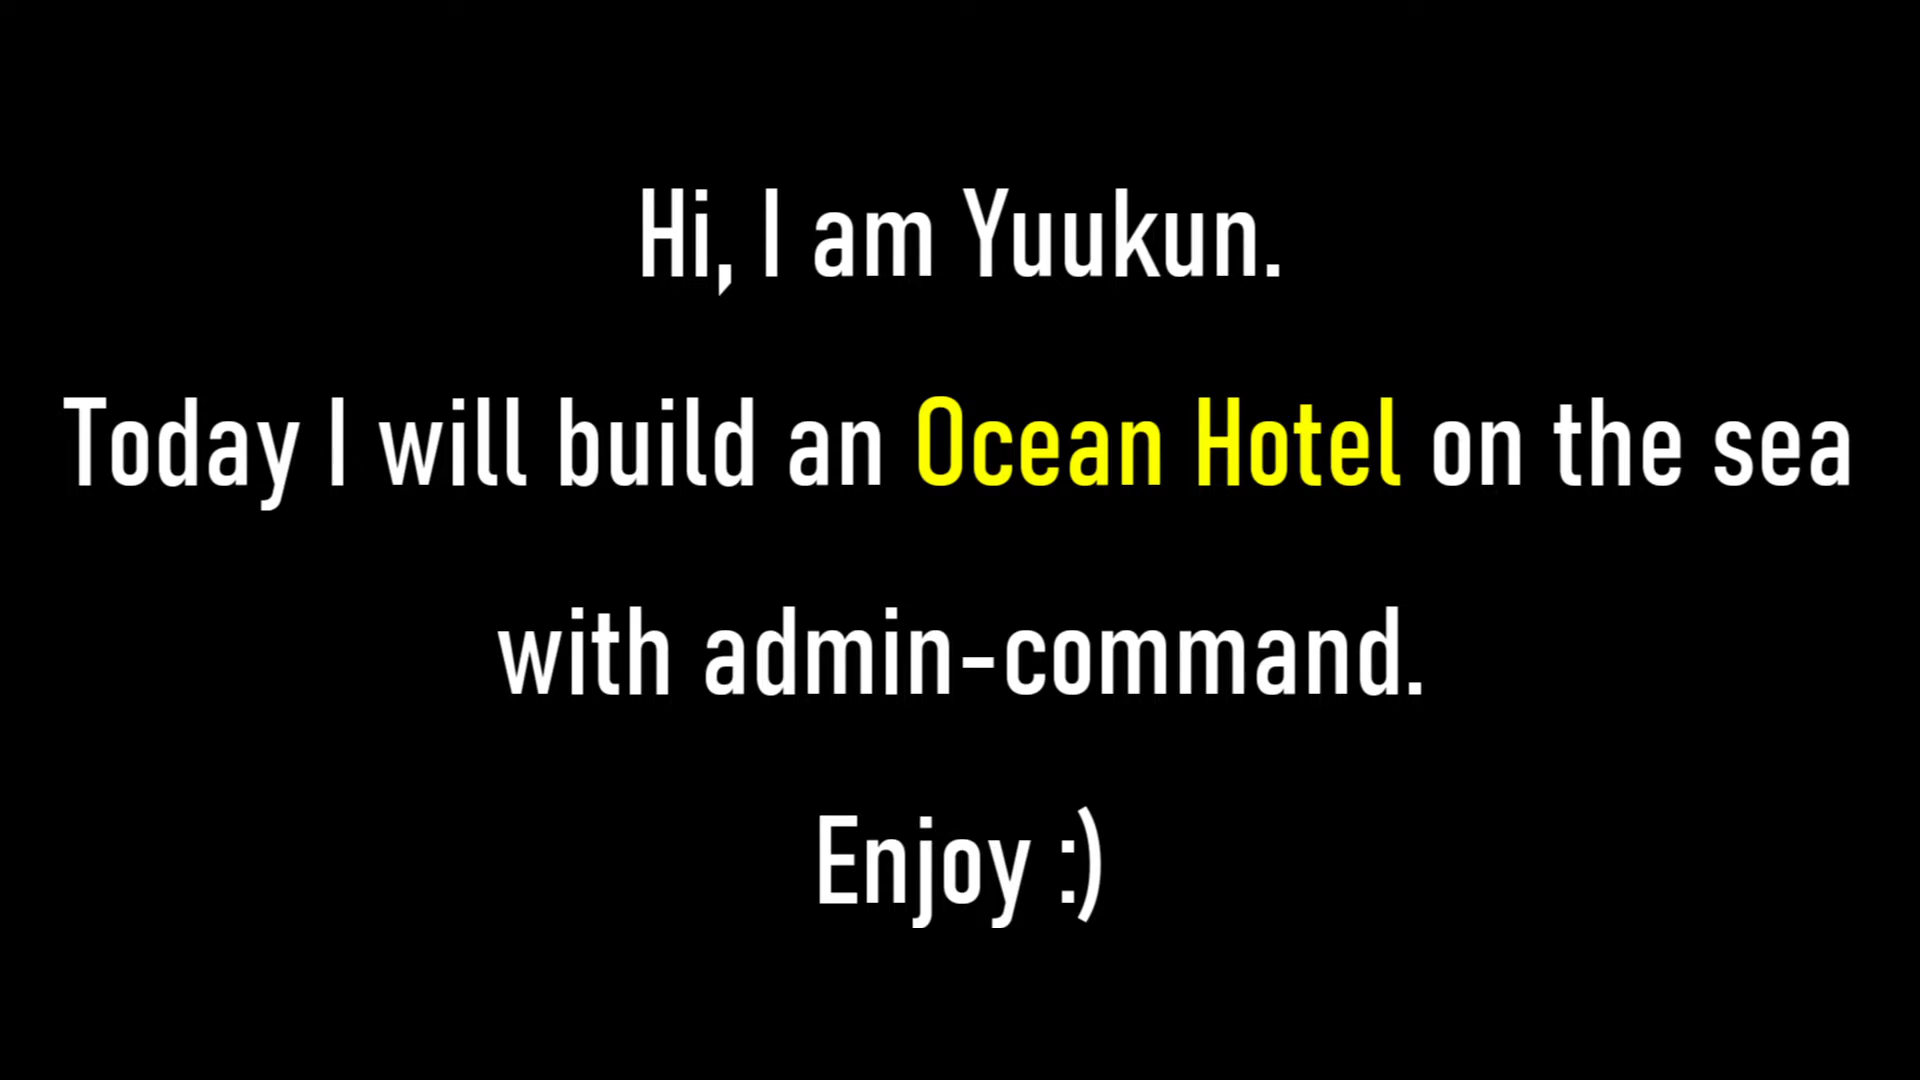 Hi, I am Yuukun.
Today I will build an Ocean Hotel on the sea
with admin-command.
Enjoy :)